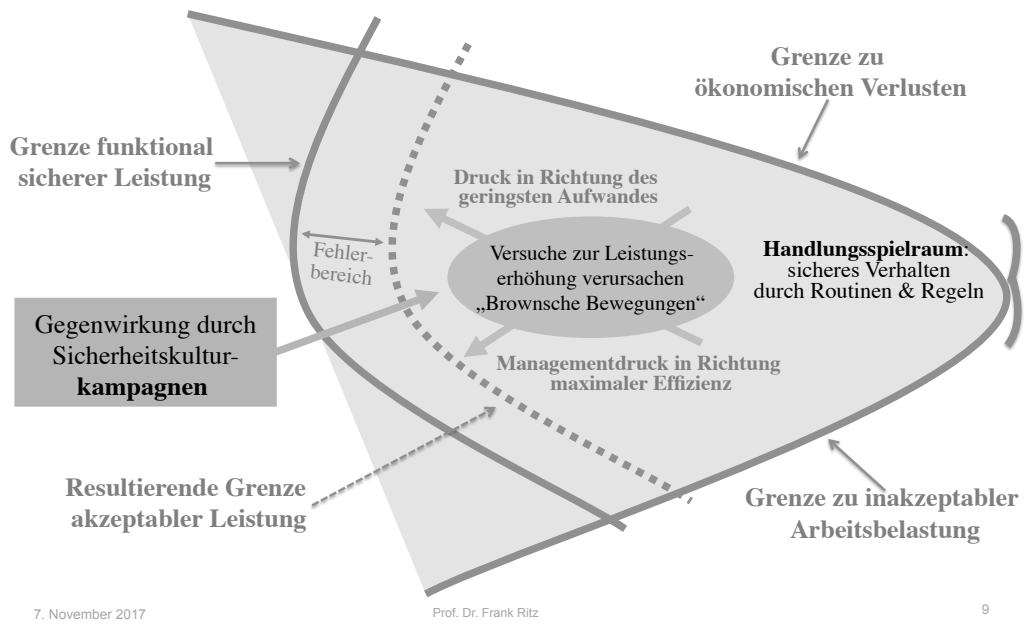 Grenze zu
ökonomischen Verlusten
Grenze funktional
sicherer Leistung
Druck in Richtung des
geringsten Aufwandes
Fehler-
bereich
Versuche zur Leistungs-
erhöhung verursachen
„Brownsche Bewegungen“
Handlungsspielraum:
sicheres Verhalten
durch Routinen & Regeln
Gegenwirkung durch
Sicherheitskultur-
kampagnen
Managementdruck in Richtung
maximaler Effizienz
Resultierende Grenze
akzeptabler Leistung
Grenze zu inakzeptabler
Arbeitsbelastung
7. November 2017
Prof. Dr. Frank Ritz
9